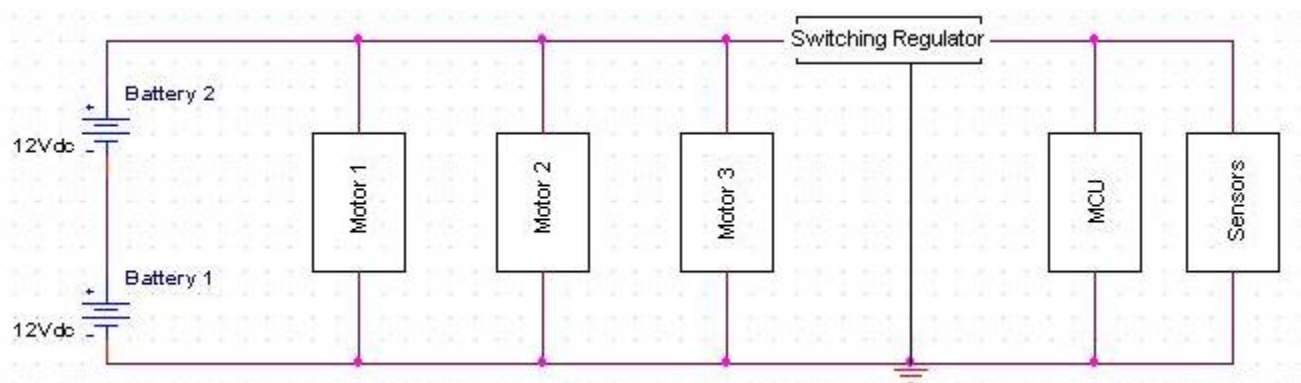 Switching Regulator
+ Battery 2
12Vdc
-
Motor 1
Motor 2
Motor 3
MCU
Sensors
+ Battery 1
12Vdc
-